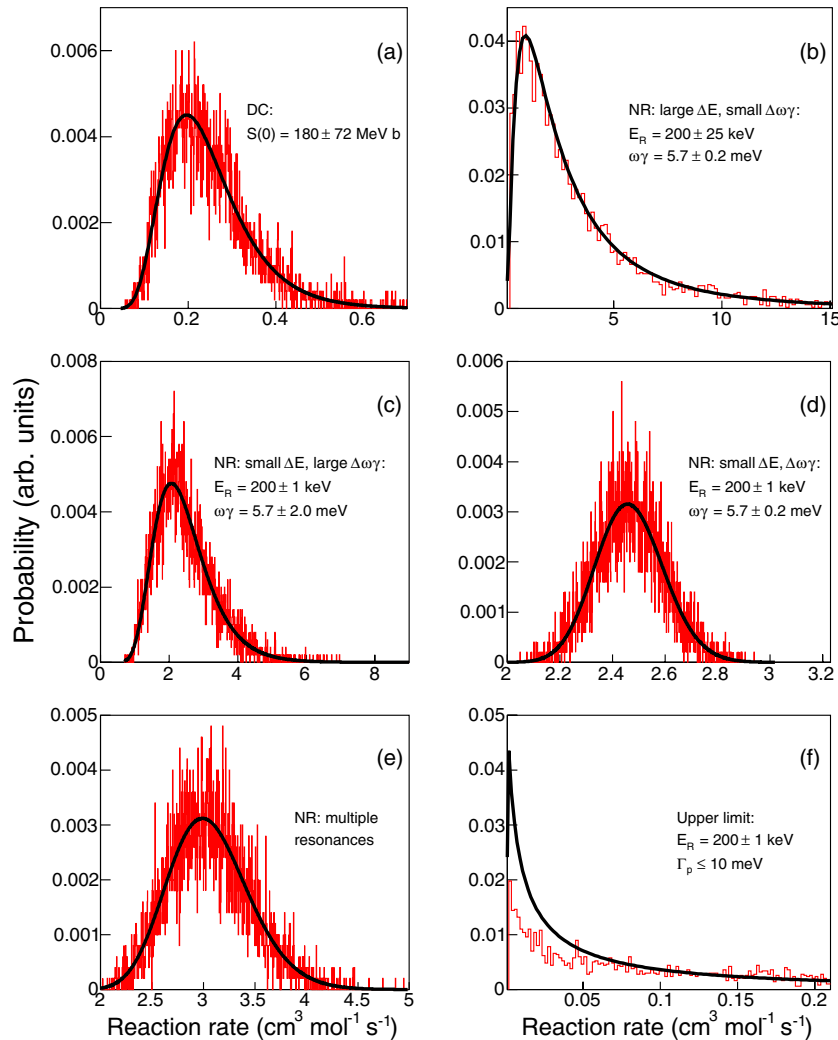 (a)
DC:
S(0) = 180 ± 72 MeV b
0.006
0.004
0.002
0
0.2
0.4
0.6
(b)
NR: large ΔE, small Δωγ:
E_R = 200 ± 25 keV
ωγ = 5.7 ± 0.2 meV
0.04
0.03
0.02
0.01
0
5
10
15
(c)
NR: small ΔE, large Δωγ:
E_R = 200 ± 1 keV
ωγ = 5.7 ± 2.0 meV
0.008
0.006
0.004
0.002
0
0
2
4
6
8
(d)
NR: small ΔE, Δωγ:
E_R = 200 ± 1 keV
ωγ = 5.7 ± 0.2 meV
0.006
0.005
0.004
0.003
0.002
0.001
0
2
2.2
2.4
2.6
2.8
3
3.2
Probability (arb. units)
(e)
NR: multiple
resonances
0.005
0.004
0.003
0.002
0.001
0
2
2.5
3
3.5
4
4.5
5
Reaction rate (cm³ mol⁻¹ s⁻¹)
(f)
Upper limit:
E_R = 200 ± 1 keV
Γ_p ≤ 10 meV
0.05
0.04
0.03
0.02
0.01
0
0.05
0.1
0.15
0.2
Reaction rate (cm³ mol⁻¹ s⁻¹)